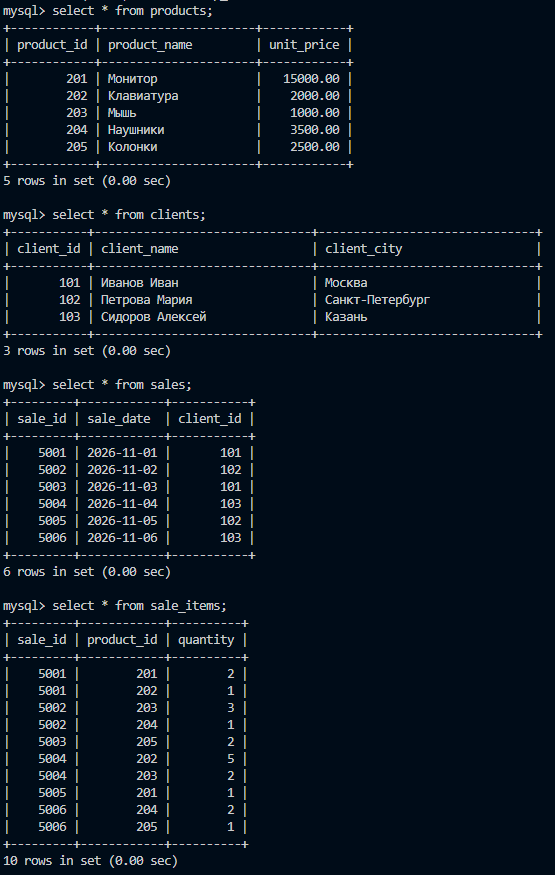 mysql> select * from products;
+------------+-------------------+------------+
| product_id | product_name      | unit_price |
+------------+-------------------+------------+
|        201 | Монитор           |   15000.00 |
|        202 | Клавиатура        |    2000.00 |
|        203 | Мышь              |    1000.00 |
|        204 | Наушники          |    3500.00 |
|        205 | Колонки           |    2500.00 |
+------------+-------------------+------------+
5 rows in set (0.00 sec)
mysql> select * from clients;
+-----------+----------------------------+----------------------------+
| client_id | client_name                | client_city                |
+-----------+----------------------------+----------------------------+
|       101 | Иванов Иван                | Москва                     |
|       102 | Петрова Мария              | Санкт-Петербург            |
|       103 | Сидоров Алексей            | Казань                     |
+-----------+----------------------------+----------------------------+
3 rows in set (0.00 sec)
mysql> select * from sales;
+---------+------------+-----------+
| sale_id | sale_date  | client_id |
+---------+------------+-----------+
|    5001 | 2026-11-01 |       101 |
|    5002 | 2026-11-02 |       102 |
|    5003 | 2026-11-03 |       101 |
|    5004 | 2026-11-04 |       103 |
|    5005 | 2026-11-05 |       102 |
|    5006 | 2026-11-06 |       103 |
+---------+------------+-----------+
6 rows in set (0.00 sec)
mysql> select * from sale_items;
+---------+------------+----------+
| sale_id | product_id | quantity |
+---------+------------+----------+
|    5001 |        201 |        2 |
|    5001 |        202 |        1 |
|    5002 |        203 |        3 |
|    5002 |        204 |        1 |
|    5003 |        205 |        2 |
|    5004 |        202 |        5 |
|    5004 |        203 |        2 |
|    5005 |        201 |        1 |
|    5006 |        204 |        2 |
|    5006 |        205 |        1 |
+---------+------------+----------+
10 rows in set (0.00 sec)